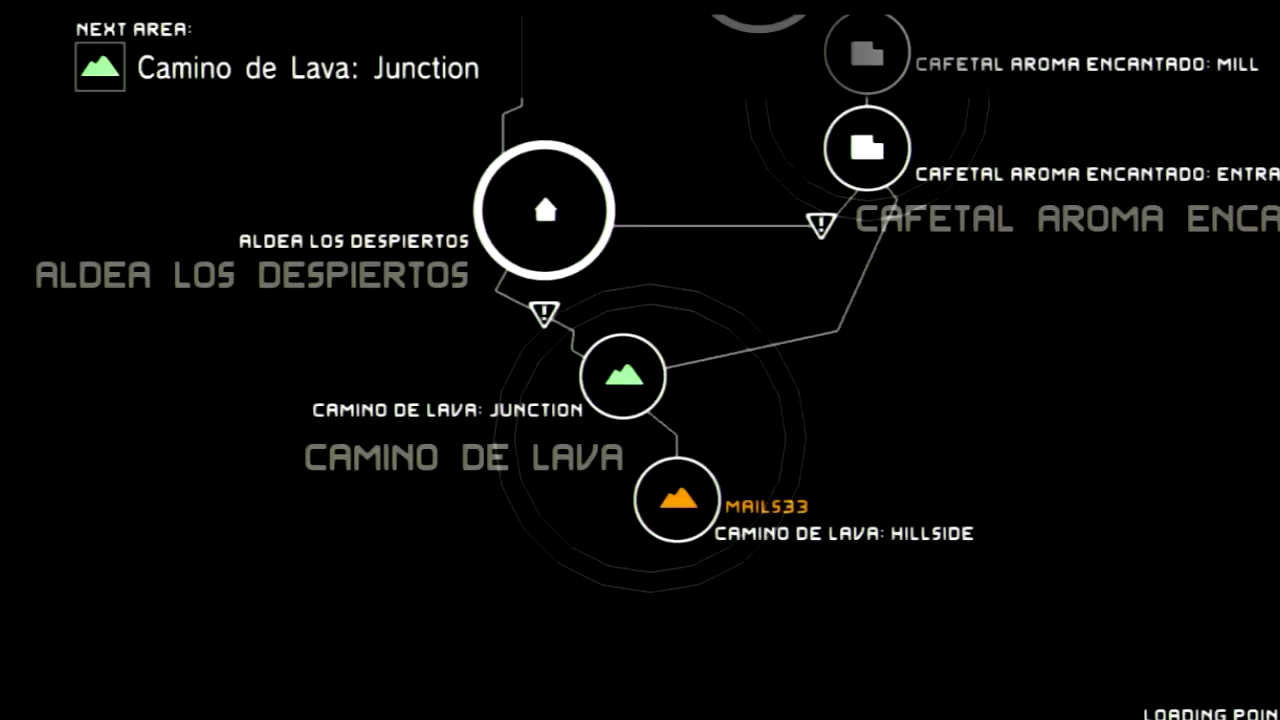 NEXT AREA:
Camino de Lava: Junction
CAFETAL AROMA ENCANTADO: MILL
CAFETAL AROMA ENCANTADO: ENTRA
CAFETAL AROMA ENCA
ALDEA LOS DESPIERTOS
ALDEA LOS DESPIERTOS
CAMINO DE LAVA: JUNCTION
CAMINO DE LAVA
MAILS33
CAMINO DE LAVA: HILLSIDE
LOADING POIN